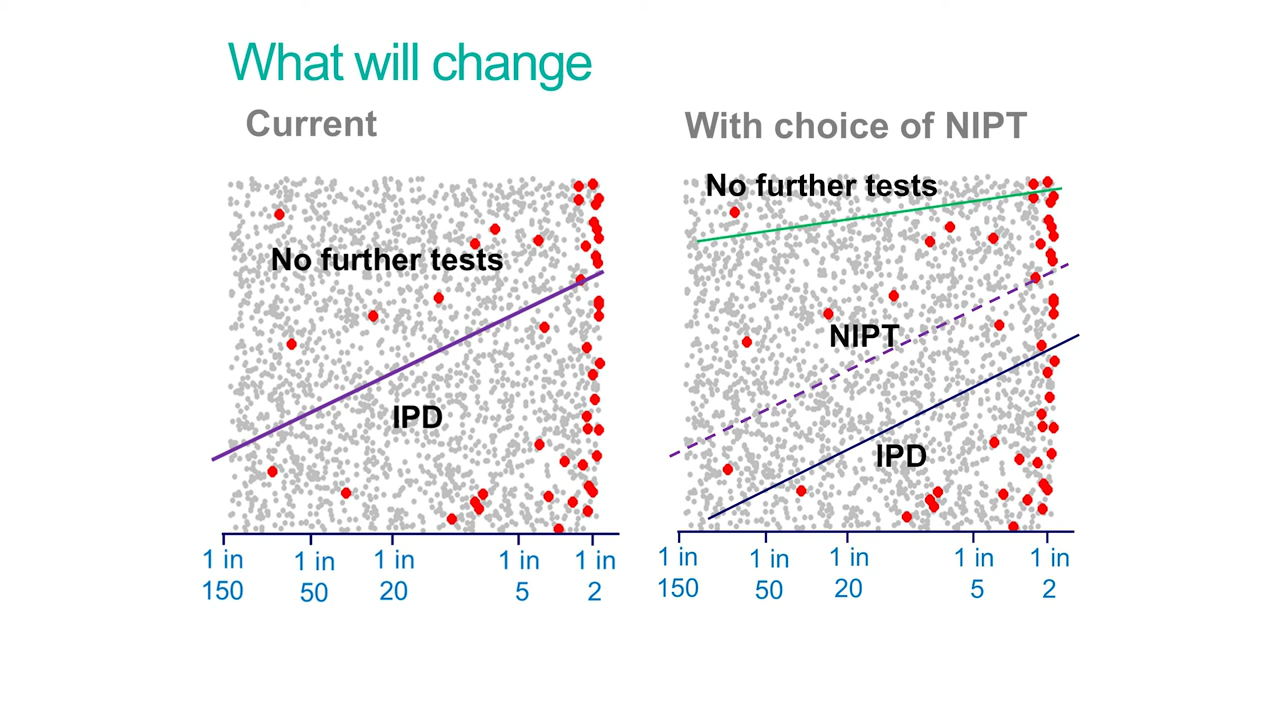 What will change
Current
No further tests
IPD
1 in
150
1 in
50
1 in
20
1 in
5
1 in
2
With choice of NIPT
No further tests
NIPT
IPD
1 in
150
1 in
50
1 in
20
1 in
5
1 in
2